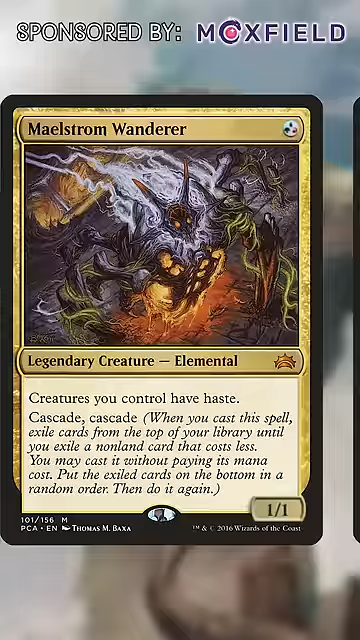 SPONSORED BY: MOXFIELD
Maelstrom Wanderer
Legendary Creature — Elemental
Creatures you control have haste.
Cascade, cascade (When you cast this spell,
exile cards from the top of your library until
you exile a nonland card that costs less.
You may cast it without paying its mana
cost. Put the exiled cards on the bottom in a
random order. Then do it again.)
1/1
101/156 M
PCA • EN Thomas M. Baxa
™ & © 2016 Wizards of the Coast